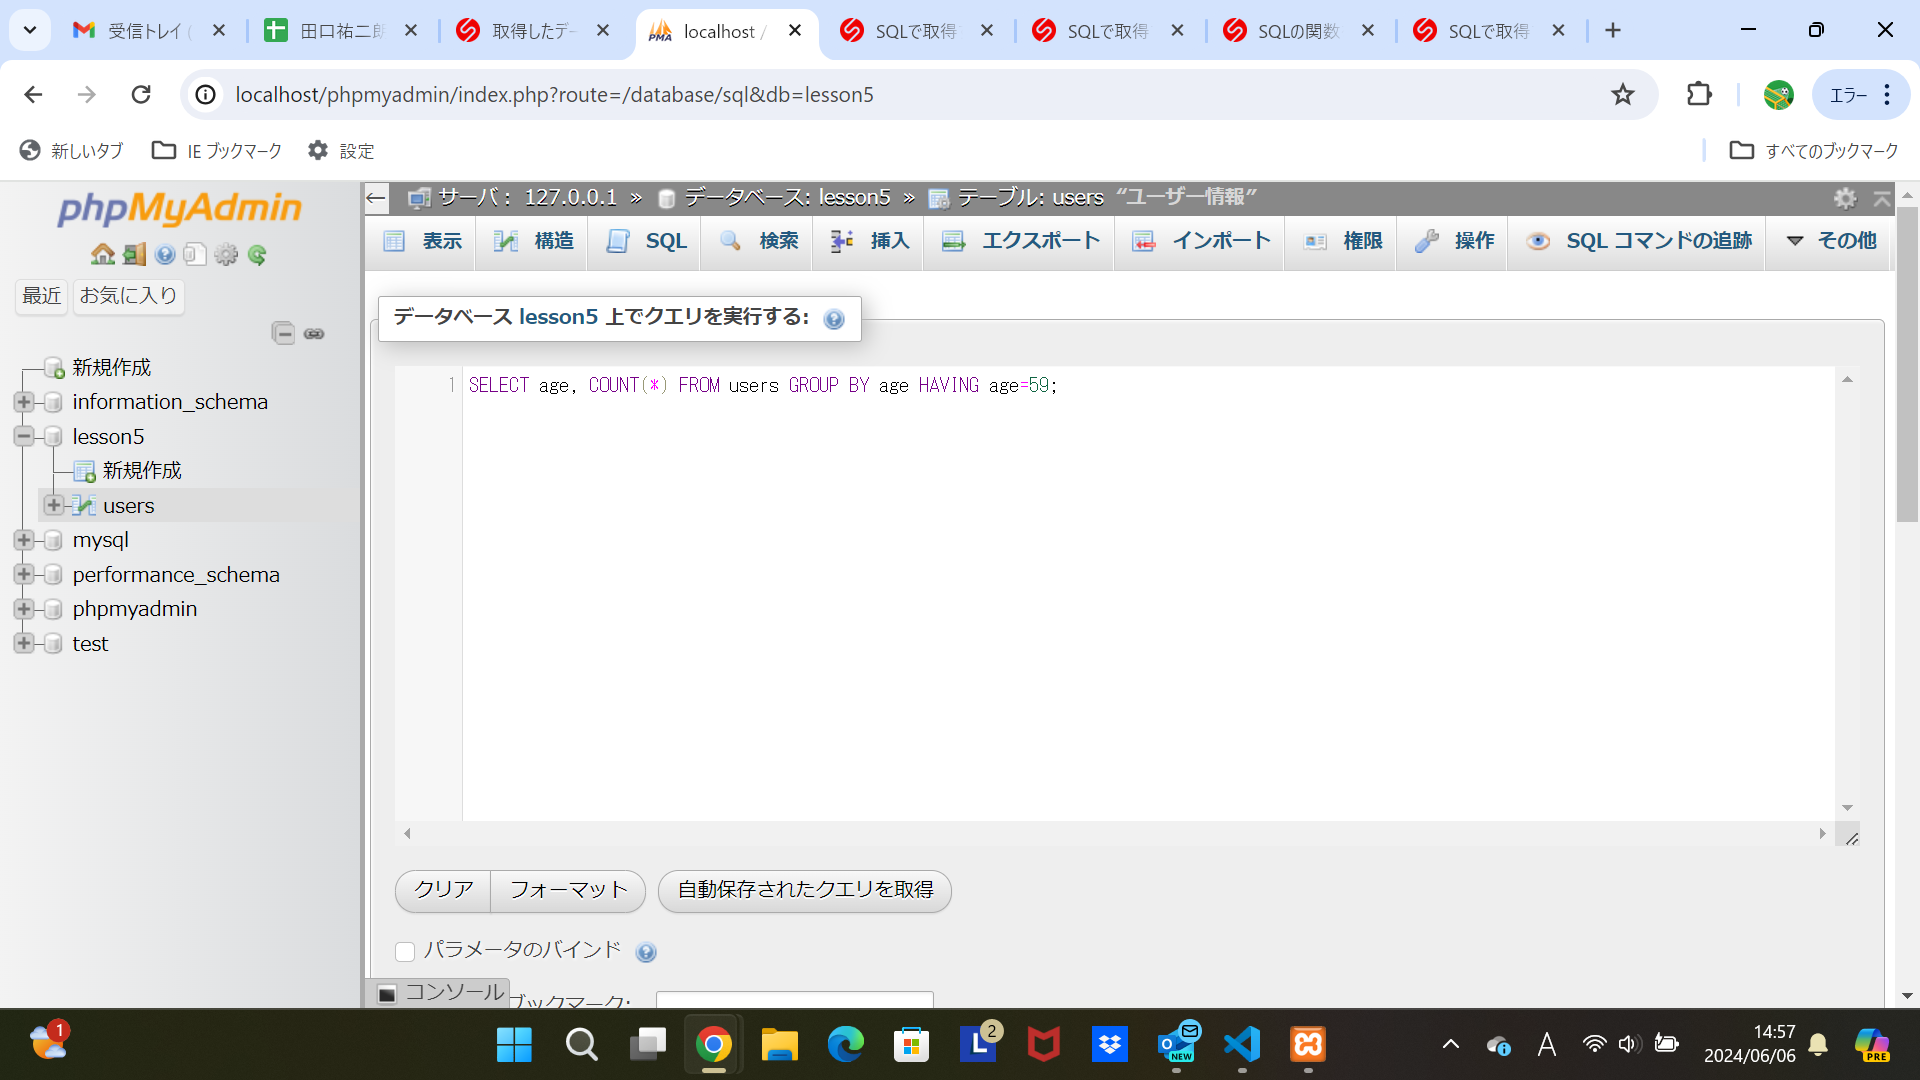 受信トレイ (
田口祐二朗
取得したデー
localhost /
SQLで取得
SQLで取得
SQLの関数
SQLで取得
localhost/phpmyadmin/index.php?route=/database/sql&db=lesson5
エラー
新しいタブ
IE ブックマーク
設定
すべてのブックマーク
phpMyAdmin
最近
お気に入り
新規作成
information_schema
lesson5
新規作成
users
mysql
performance_schema
phpmyadmin
test
サーバ: 127.0.0.1 » データベース: lesson5 » テーブル: users “ユーザー情報”
表示
構造
SQL
検索
挿入
エクスポート
インポート
権限
操作
SQL コマンドの追跡
その他
データベース lesson5 上でクエリを実行する:
1
SELECT age, COUNT(*) FROM users GROUP BY age HAVING age=59;
クリア
フォーマット
自動保存されたクエリを取得
パラメータのバインド
コンソール
ブックマーク:
1
L
2
NEW
A
14:57
2024/06/06
PRE